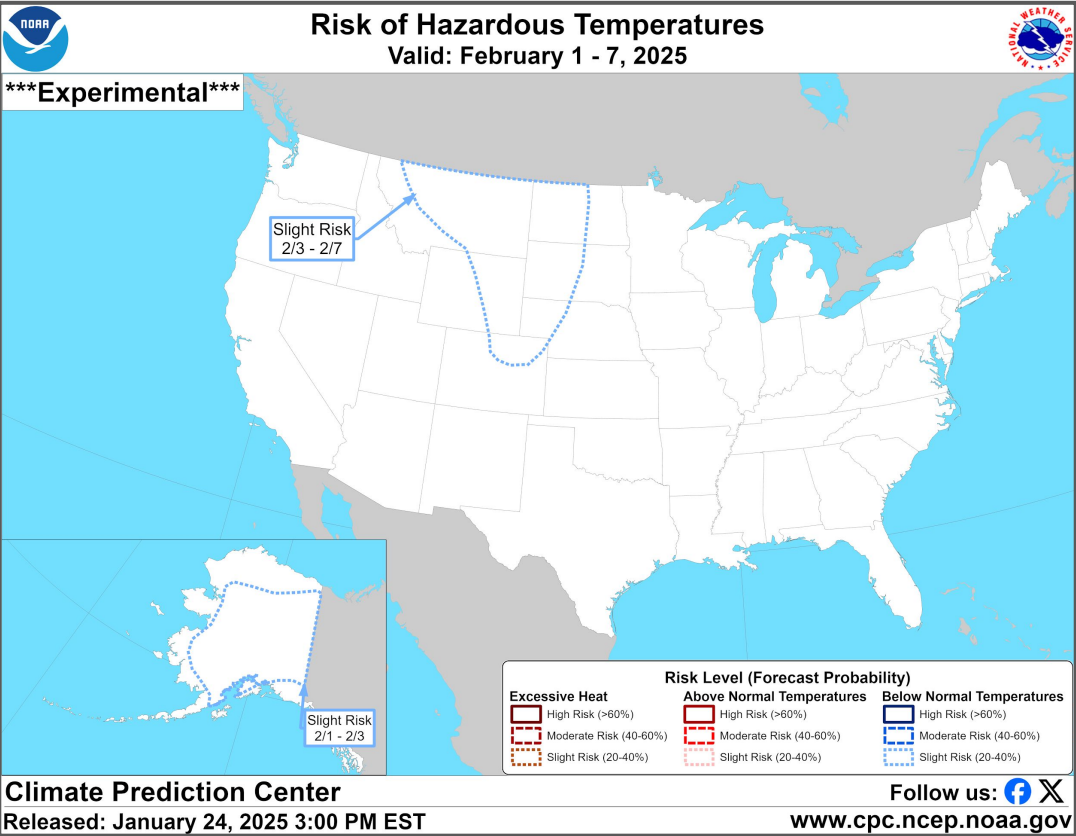 NOAA
Risk of Hazardous Temperatures
Valid: February 1 - 7, 2025
NATIONAL WEATHER SERVICE
***Experimental***
Slight Risk
2/3 - 2/7
Slight Risk
2/1 - 2/3
Risk Level (Forecast Probability)
Excessive Heat
High Risk (>60%)
Moderate Risk (40-60%)
Slight Risk (20-40%)
Above Normal Temperatures
High Risk (>60%)
Moderate Risk (40-60%)
Slight Risk (20-40%)
Below Normal Temperatures
High Risk (>60%)
Moderate Risk (40-60%)
Slight Risk (20-40%)
Climate Prediction Center
Follow us:
Released: January 24, 2025 3:00 PM EST
www.cpc.ncep.noaa.gov